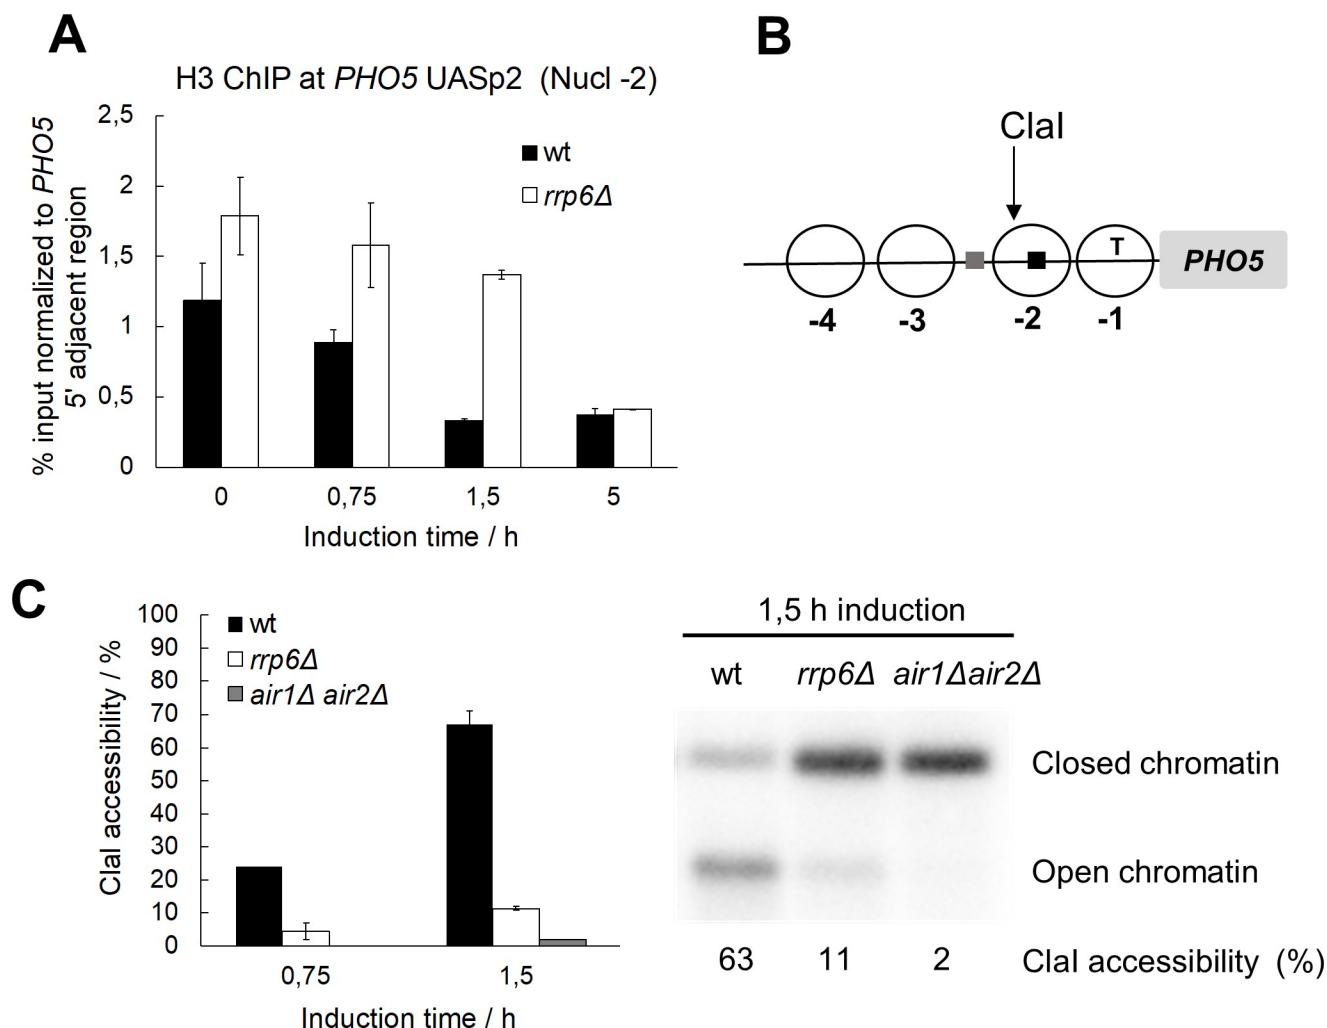 A
H3 ChIP at PHO5 UASp2 (Nucl -2)
% input normalized to PHO5
5' adjacent region
2,5
2
1,5
1
0,5
0
wt
rrp6Δ
0 0,75 1,5 5
Induction time / h
B
ClaI
T
PHO5
-4 -3 -2 -1
C
ClaI accessibility / %
100
90
80
70
60
50
40
30
20
10
0
wt
rrp6Δ
air1Δ air2Δ
0,75 1,5
Induction time / h
1,5 h induction
wt rrp6Δ air1Δair2Δ
Closed chromatin
Open chromatin
63 11 2 ClaI accessibility (%)